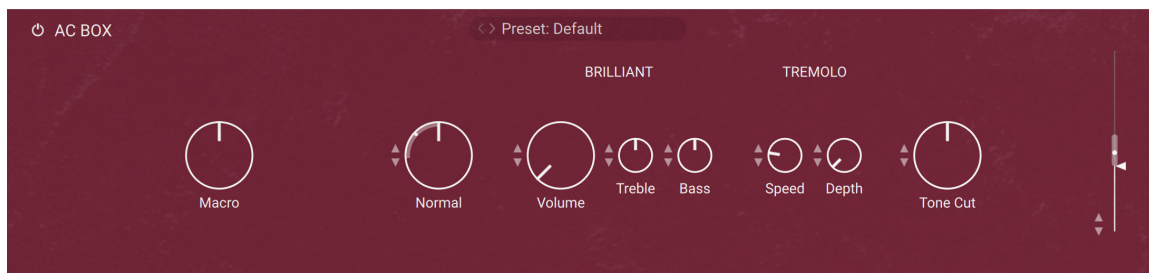 AC BOX
Preset: Default
BRILLIANT
TREMOLO
Macro
Normal
Volume
Treble
Bass
Speed
Depth
Tone Cut